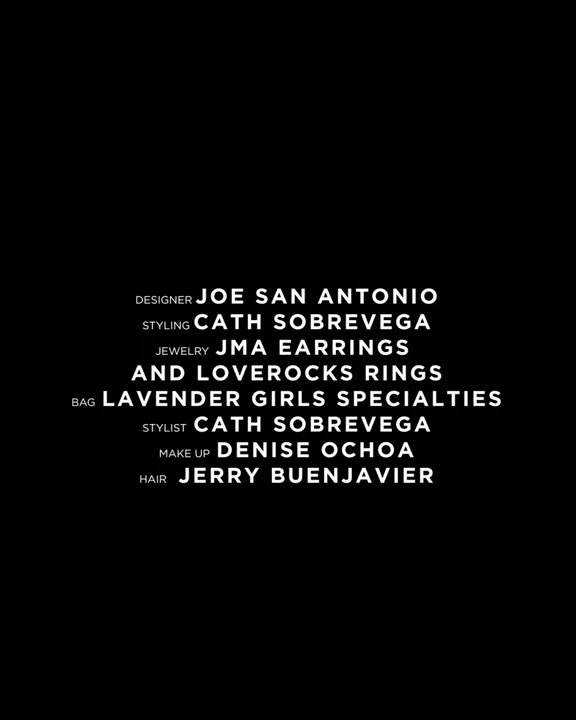 DESIGNER JOE SAN ANTONIO
STYLING CATH SOBREVEGA
JEWELRY JMA EARRINGS
AND LOVEROCKS RINGS
BAG LAVENDER GIRLS SPECIALTIES
STYLIST CATH SOBREVEGA
MAKE UP DENISE OCHOA
HAIR JERRY BUENJAVIER